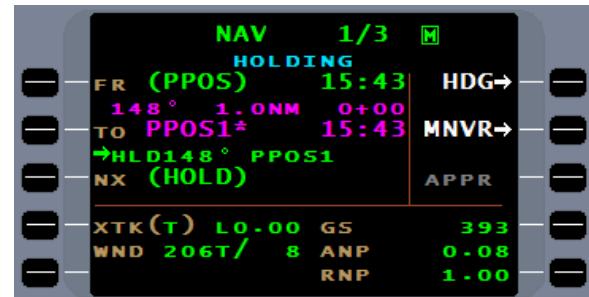 NAV 1/3 M
HOLDING
FR (PPOS) 15:43 HDG→
148° 1.0NM 0+00
TO PPOS1± 15:43 MNVR→
→HLD148° PPOS1
NX (HOLD) APPR
XTK(T) L0.00 GS 393
WND 206T/ 8 ANP 0.08
RNP 1.00